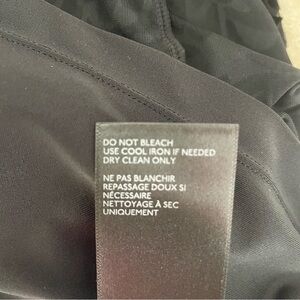 DO NOT BLEACH
USE COOL IRON IF NEEDED
DRY CLEAN ONLY
NE PAS BLANCHIR
REPASSAGE DOUX SI
NÉCESSAIRE
NETTOYAGE À SEC
UNIQUEMENT